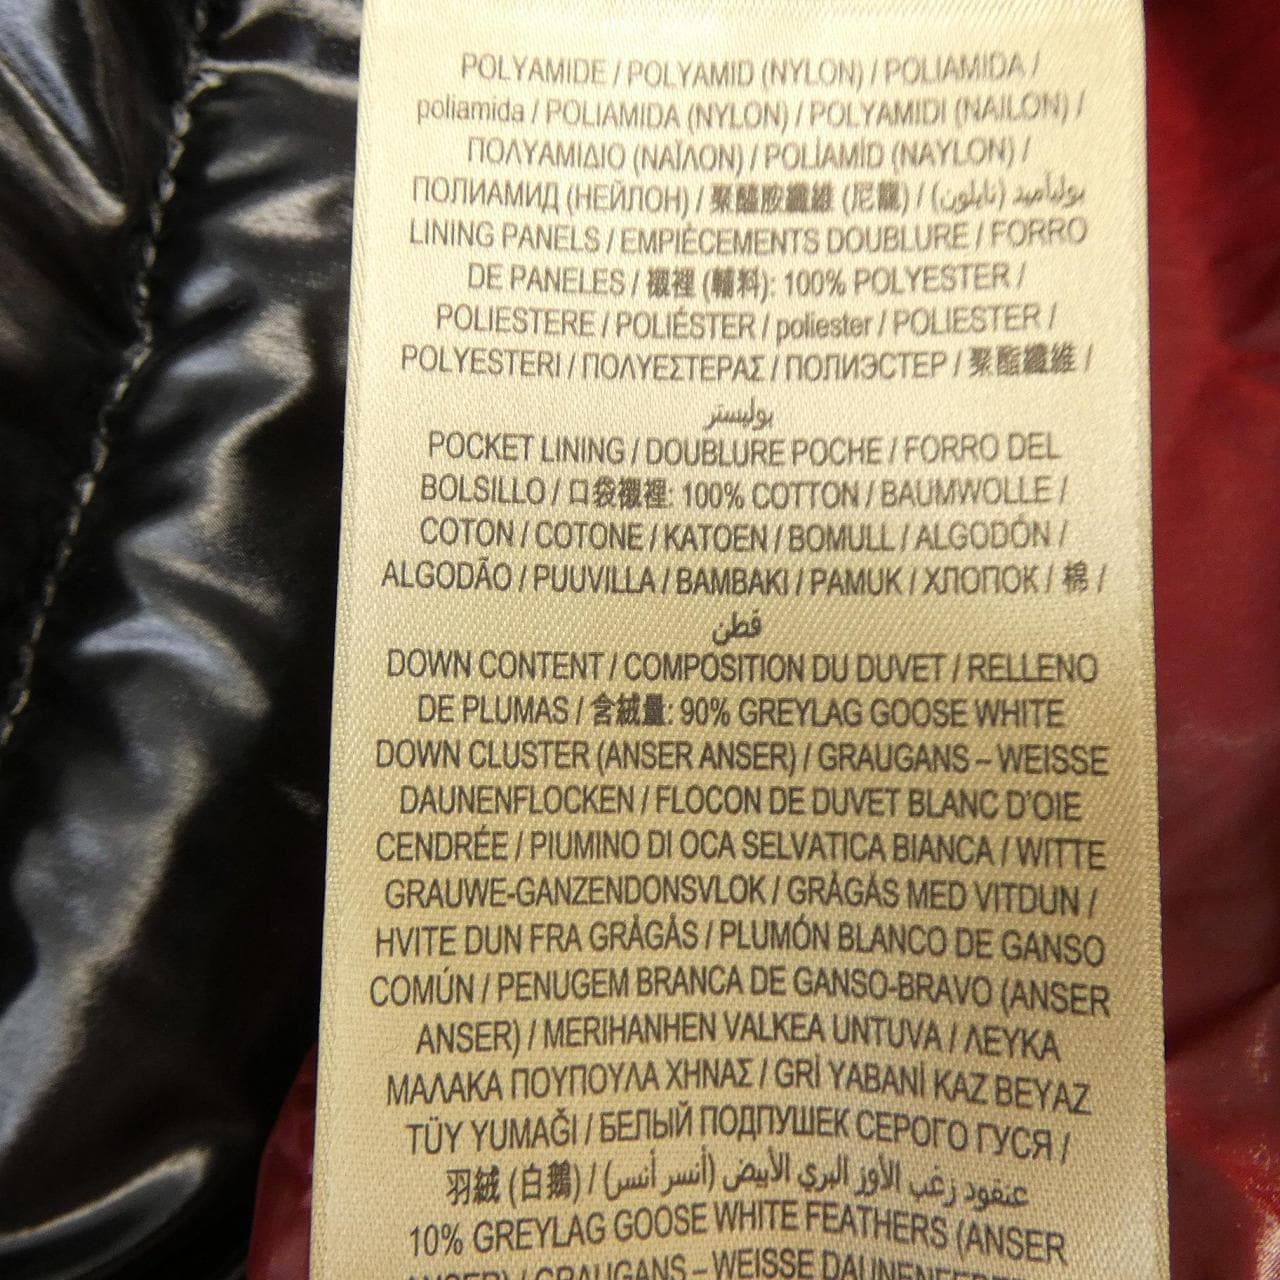 POLYAMIDE / POLYAMID (NYLON) / POLIAMIDA /
poliamida / POLIAMIDA (NYLON) / POLYAMIDI (NAILON) /
ΠΟΛΥΑΜΙΔΙΟ (ΝΑΪΛΟΝ) / POLİAMİD (NAYLON) /
ПОЛИАМИД (НЕЙЛОН) / 聚醯胺纖維 (尼龍) / بوليأميد (نايلون)
LINING PANELS / EMPIÈCEMENTS DOUBLURE / FORRO
DE PANELES / 襯裡 (輔料): 100% POLYESTER /
POLIESTERE / POLIÉSTER / poliester / POLIESTER /
POLYESTERI / ΠΟΛΥΕΣΤΕΡΑΣ / ПОЛИЭСТЕР / 聚酯纖維 /
بوليستر
POCKET LINING / DOUBLURE POCHE / FORRO DEL
BOLSILLO / 口袋襯裡: 100% COTTON / BAUMWOLLE /
COTON / COTONE / KATOEN / BOMULL / ALGODÓN /
ALGODÃO / PUUVILLA / ΒΑΜΒΑΚΙ / PAMUK / ХЛОПОК / 棉 /
قطن
DOWN CONTENT / COMPOSITION DU DUVET / RELLENO
DE PLUMAS / 含絨量: 90% GREYLAG GOOSE WHITE
DOWN CLUSTER (ANSER ANSER) / GRAUGANS – WEISSE
DAUNENFLOCKEN / FLOCON DE DUVET BLANC D'OIE
CENDRÉE / PIUMINO DI OCA SELVATICA BIANCA / WITTE
GRAUWE-GANZENDONSVLOK / GRÅGÅS MED VITDUN /
HVITE DUN FRA GRÅGÅS / PLUMÓN BLANCO DE GANSO
COMÚN / PENUGEM BRANCA DE GANSO-BRAVO (ANSER
ANSER) / MERIHANHEN VALKEA UNTUVA / ΛΕΥΚΑ
ΜΑΛΑΚΑ ΠΟΥΠΟΥΛΑ ΧΗΝΑΣ / GRİ YABANİ KAZ BEYAZ
TÜY YUMAĞI / БЕЛЫЙ ПОДПУШЕК СЕРОГО ГУСЯ /
羽絨 (白鵝) / عنقود زغب الأوز البري الأبيض (أنسر أنسر)
10% GREYLAG GOOSE WHITE FEATHERS (ANSER
ANSER) / GRAUGANS – WEISSE